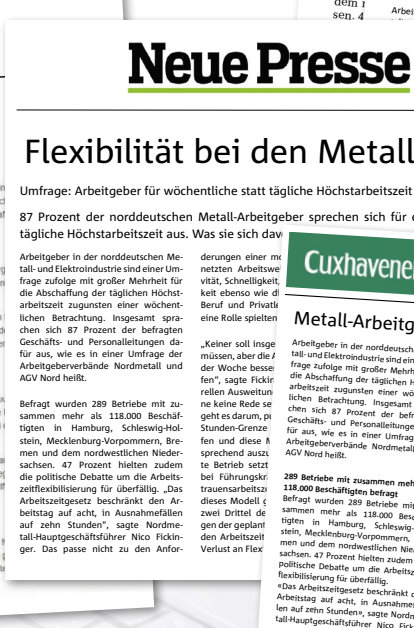 dem
sen. 4
Arbei
Neue Presse
Flexibilität bei den Metall
Umfrage: Arbeitgeber für wöchentliche statt tägliche Höchstarbeitszeit
87 Prozent der norddeutschen Metall-Arbeitgeber sprechen sich für
tägliche Höchstarbeitszeit aus. Was sie sich
Arbeitgeber in der norddeutschen Me-
tall- und Elektroindustrie sind einer Um-
frage zufolge mit großer Mehrheit für
die Abschaffung der täglichen Höchst-
arbeitszeit zugunsten einer wöchent-
lichen Betrachtung. Insgesamt spra-
chen sich 87 Prozent der befragten
Geschäfts- und Personalleitungen da-
für aus, wie es in einer Umfrage der
Arbeitgeberverbände Nordmetall und
AGV Nord heißt.
Befragt wurden 289 Betriebe mit zu-
sammen mehr als 118.000 Beschäf-
tigten in Hamburg, Schleswig-Hol-
stein, Mecklenburg-Vorpommern, Bre-
men und dem nordwestlichen Nieder-
sachsen. 47 Prozent hielten zudem
die politische Debatte um die Arbeits-
zeitflexibilisierung für überfällig. „Das
Arbeitszeitgesetz beschränkt den Ar-
beitstag auf acht, in Ausnahmefällen
auf zehn Stunden“, sagte Nordme-
tall-Hauptgeschäftsführer Nico Fickin-
ger. Das passe nicht zu den Anfor-
derungen einer mo
netzten Arbeitswe
vität, Schnelligkeit,
keit ebenso wie di
Beruf und Privatle
eine Rolle spielten
„Keiner soll insge
müssen, aber die A
der Woche besser
fen“, sagte Fickin
rellen Ausweitun
ne keine Rede se
geht es darum, pr
Stunden-Grenze
fen und diese M
sprechend auszu
te Betrieb setzt
bei Führungskr
trauensarbeitsz
dieses Modell g
zwei Drittel de
gen der geplant
den Arbeitszeit
Verlust an Flex
Cuxhavene
Metall-Arbeitg
Arbeitgeber in der norddeutsch
tall- und Elektroindustrie sind ein
frage zufolge mit großer Mehrh
die Abschaffung der täglichen H
arbeitszeit zugunsten einer wö
lichen Betrachtung. Insgesamt
chen sich 87 Prozent der befr
Geschäfts- und Personalleitunge
für aus, wie es in einer Umfrag
Arbeitgeberverbände Nordmetall
AGV Nord heißt.
289 Betriebe mit zusammen meh
118.000 Beschäftigten befragt
Befragt wurden 289 Betriebe mit
sammen mehr als 118.000 Besc
tigten in Hamburg, Schleswig-
stein, Mecklenburg-Vorpommern,
men und dem nordwestlichen Nie
sachsen. 47 Prozent hielten zudem
politische Debatte um die Arbeitsz
flexibilisierung für überfällig.
«Das Arbeitszeitgesetz beschränkt d
Arbeitstag auf acht, in Ausnahme
len auf zehn Stunden», sagte Nordm
tall-Hauptgeschäftsführer Nico Fick